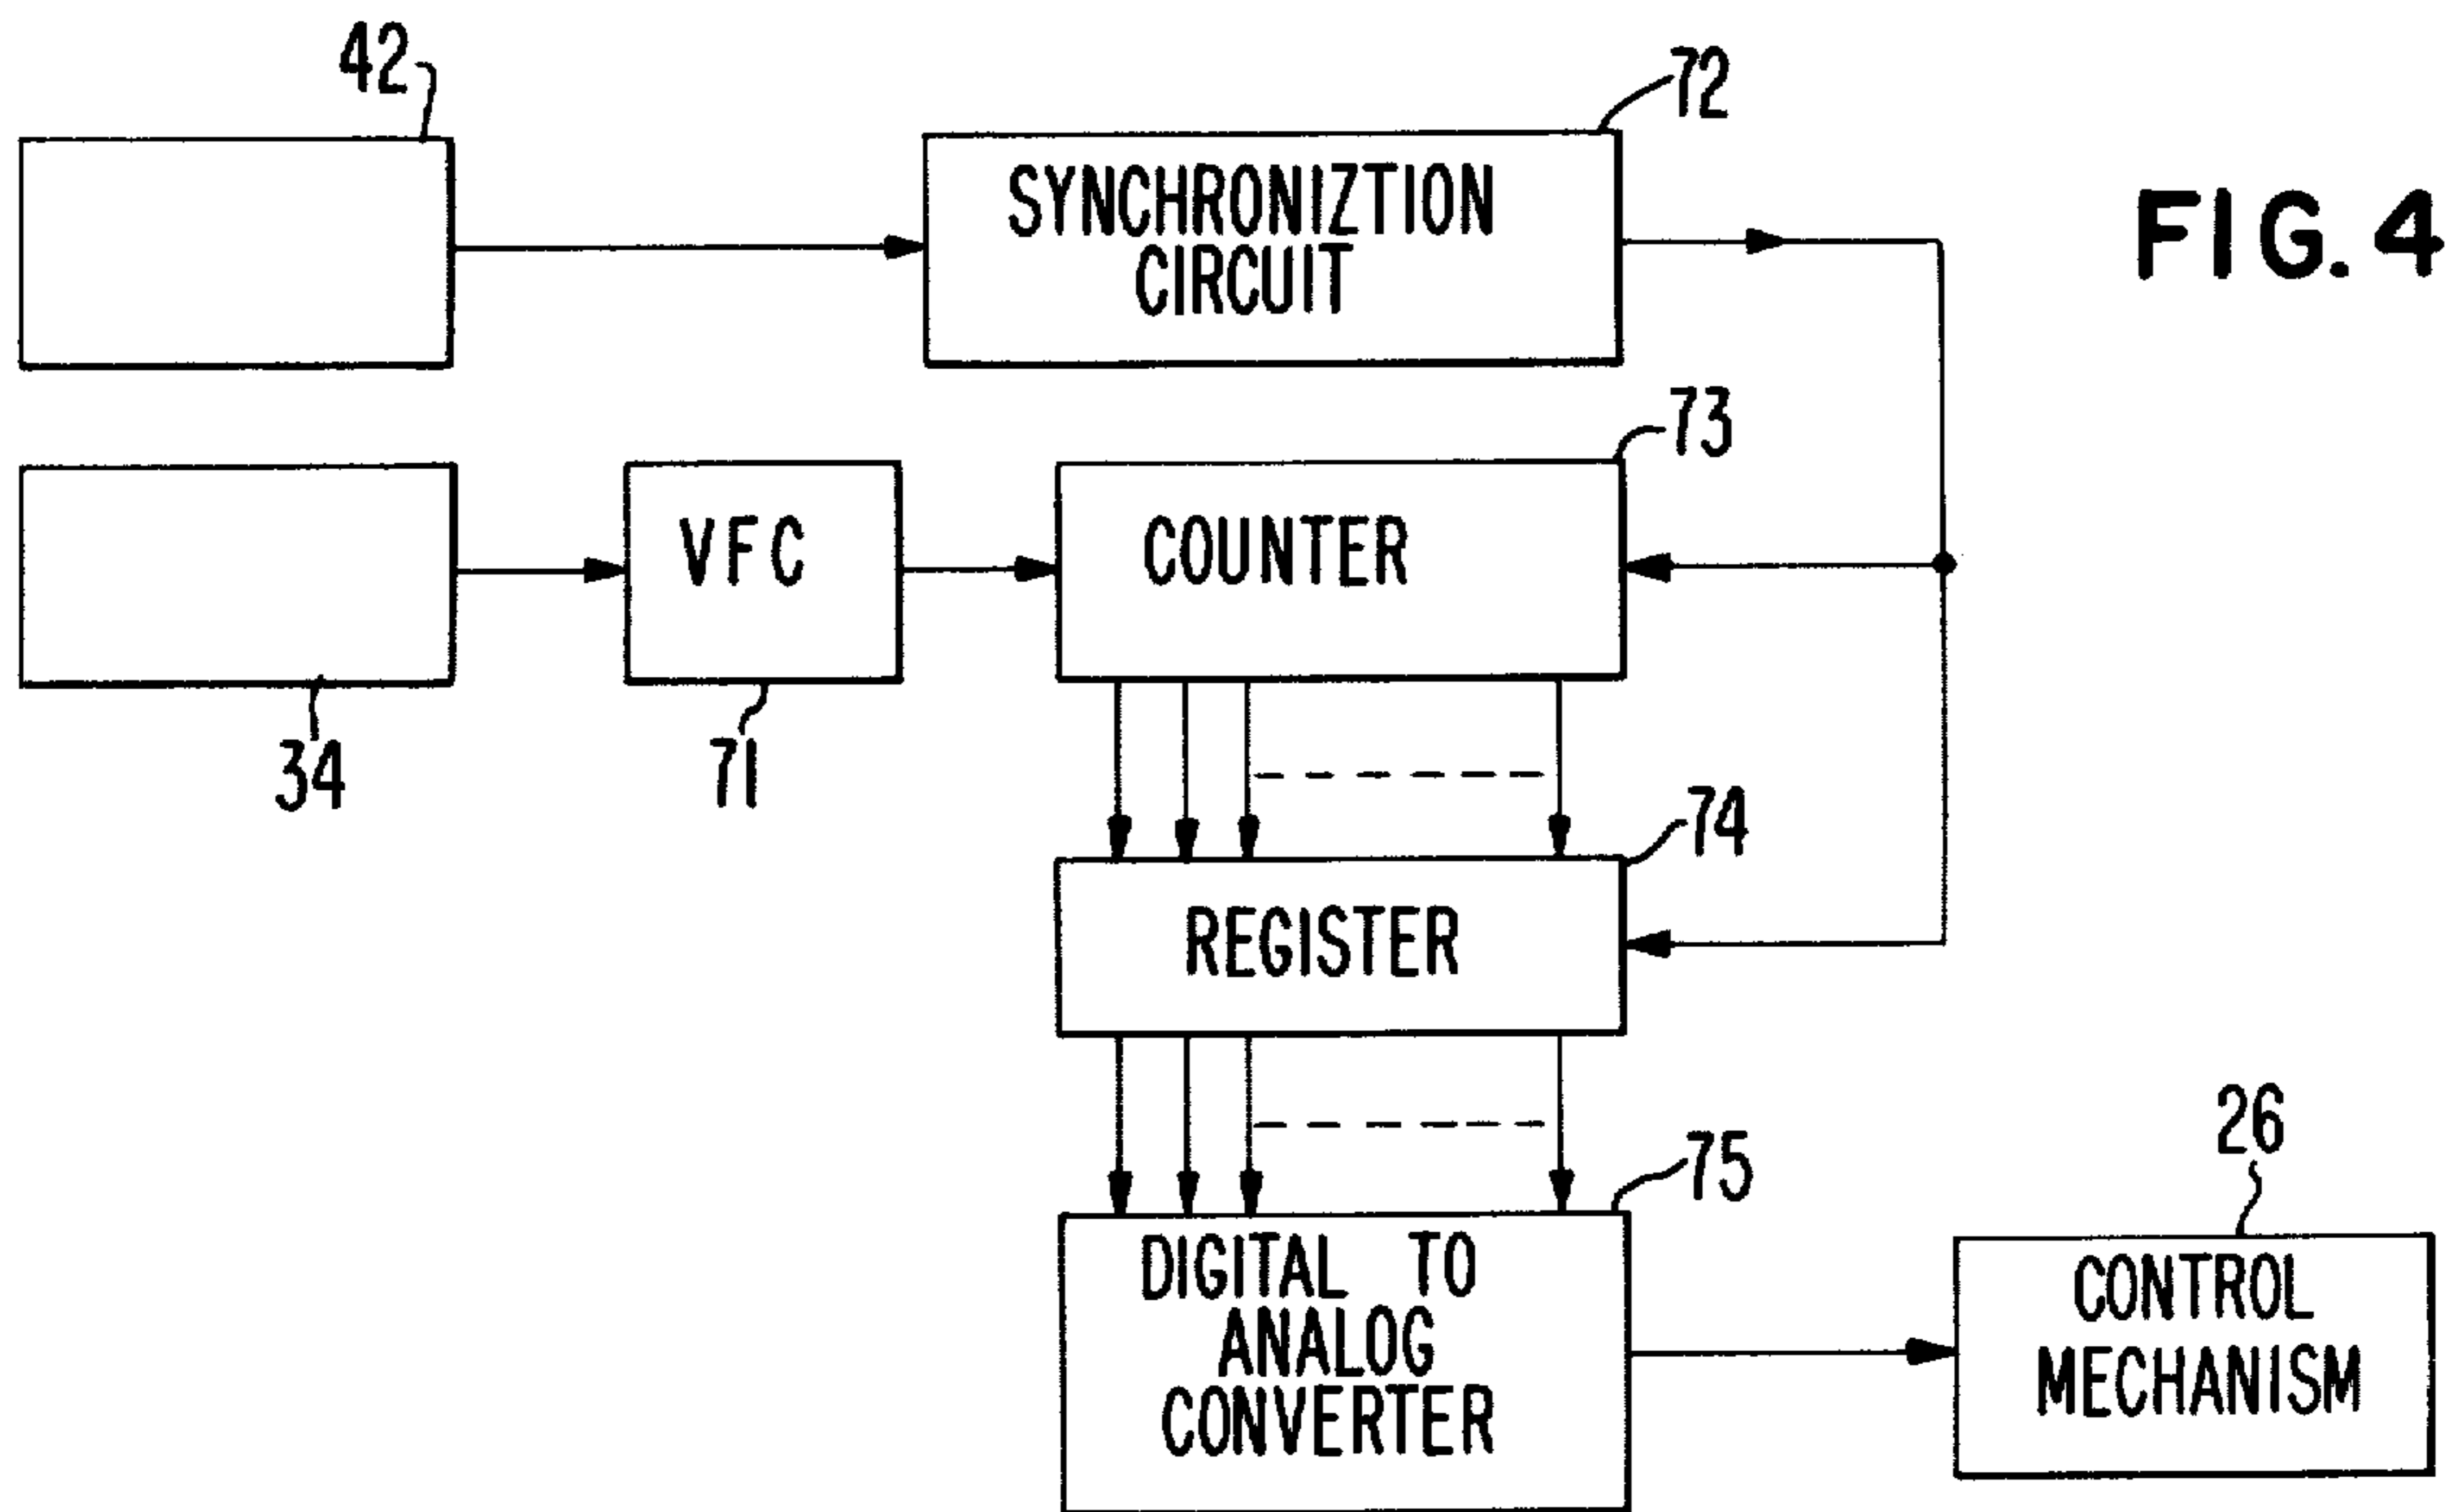 42
72
SYNCHRONIZTION
CIRCUIT
FIG. 4
73
VFC
COUNTER
34
71
74
REGISTER
75
26
DIGITAL TO
ANALOG
CONVERTER
CONTROL
MECHANISM